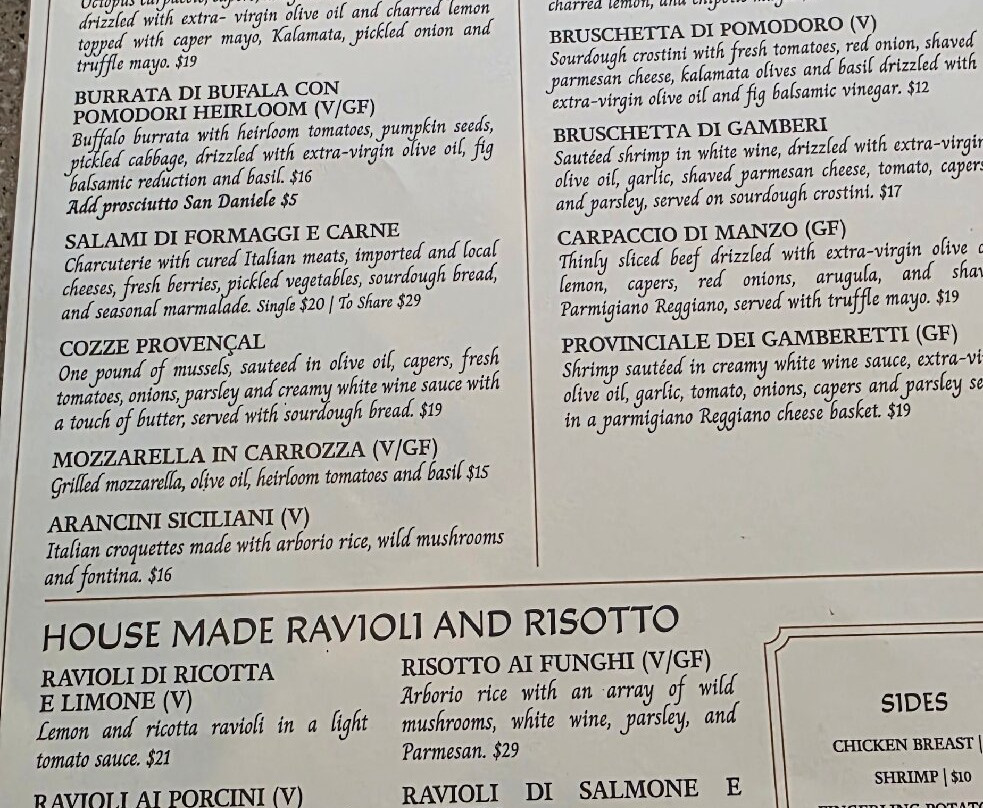 drizzled with extra- virgin olive oil and charred lemon
topped with caper mayo, Kalamata, pickled onion and
truffle mayo. $19
BURRATA DI BUFALA CON
POMODORI HEIRLOOM (V/GF)
Buffalo burrata with heirloom tomatoes, pumpkin seeds,
pickled cabbage, drizzled with extra-virgin olive oil, fig
balsamic reduction and basil. $16
Add prosciutto San Daniele $5
SALAMI DI FORMAGGI E CARNE
Charcuterie with cured Italian meats, imported and local
cheeses, fresh berries, pickled vegetables, sourdough bread,
and seasonal marmalade. Single $20 | To Share $29
COZZE PROVENÇAL
One pound of mussels, sauteed in olive oil, capers, fresh
tomatoes, onions, parsley and creamy white wine sauce with
a touch of butter, served with sourdough bread. $19
MOZZARELLA IN CARROZZA (V/GF)
Grilled mozzarella, olive oil, heirloom tomatoes and basil $15
ARANCINI SICILIANI (V)
Italian croquettes made with arborio rice, wild mushrooms
and fontina. $16
charred lemon, and
BRUSCHETTA DI POMODORO (V)
Sourdough crostini with fresh tomatoes, red onion, shaved
parmesan cheese, kalamata olives and basil drizzled with
extra-virgin olive oil and fig balsamic vinegar. $12
BRUSCHETTA DI GAMBERI
Sautéed shrimp in white wine, drizzled with extra-virgin
olive oil, garlic, shaved parmesan cheese, tomato, capers
and parsley, served on sourdough crostini. $17
CARPACCIO DI MANZO (GF)
Thinly sliced beef drizzled with extra-virgin olive
lemon, capers, red onions, arugula, and shav
Parmigiano Reggiano, served with truffle mayo. $19
PROVINCIALE DEI GAMBERETTI (GF)
Shrimp sautéed in creamy white wine sauce, extra-vi
olive oil, garlic, tomato, onions, capers and parsley se
in a parmigiano Reggiano cheese basket. $19
HOUSE MADE RAVIOLI AND RISOTTO
RAVIOLI DI RICOTTA
E LIMONE (V)
Lemon and ricotta ravioli in a light
tomato sauce. $21
RAVIOLI AI PORCINI (V)
RISOTTO AI FUNGHI (V/GF)
Arborio rice with an array of wild
mushrooms, white wine, parsley, and
Parmesan. $29
RAVIOLI DI SALMONE E
SIDES
CHICKEN BREAST |
SHRIMP | $10